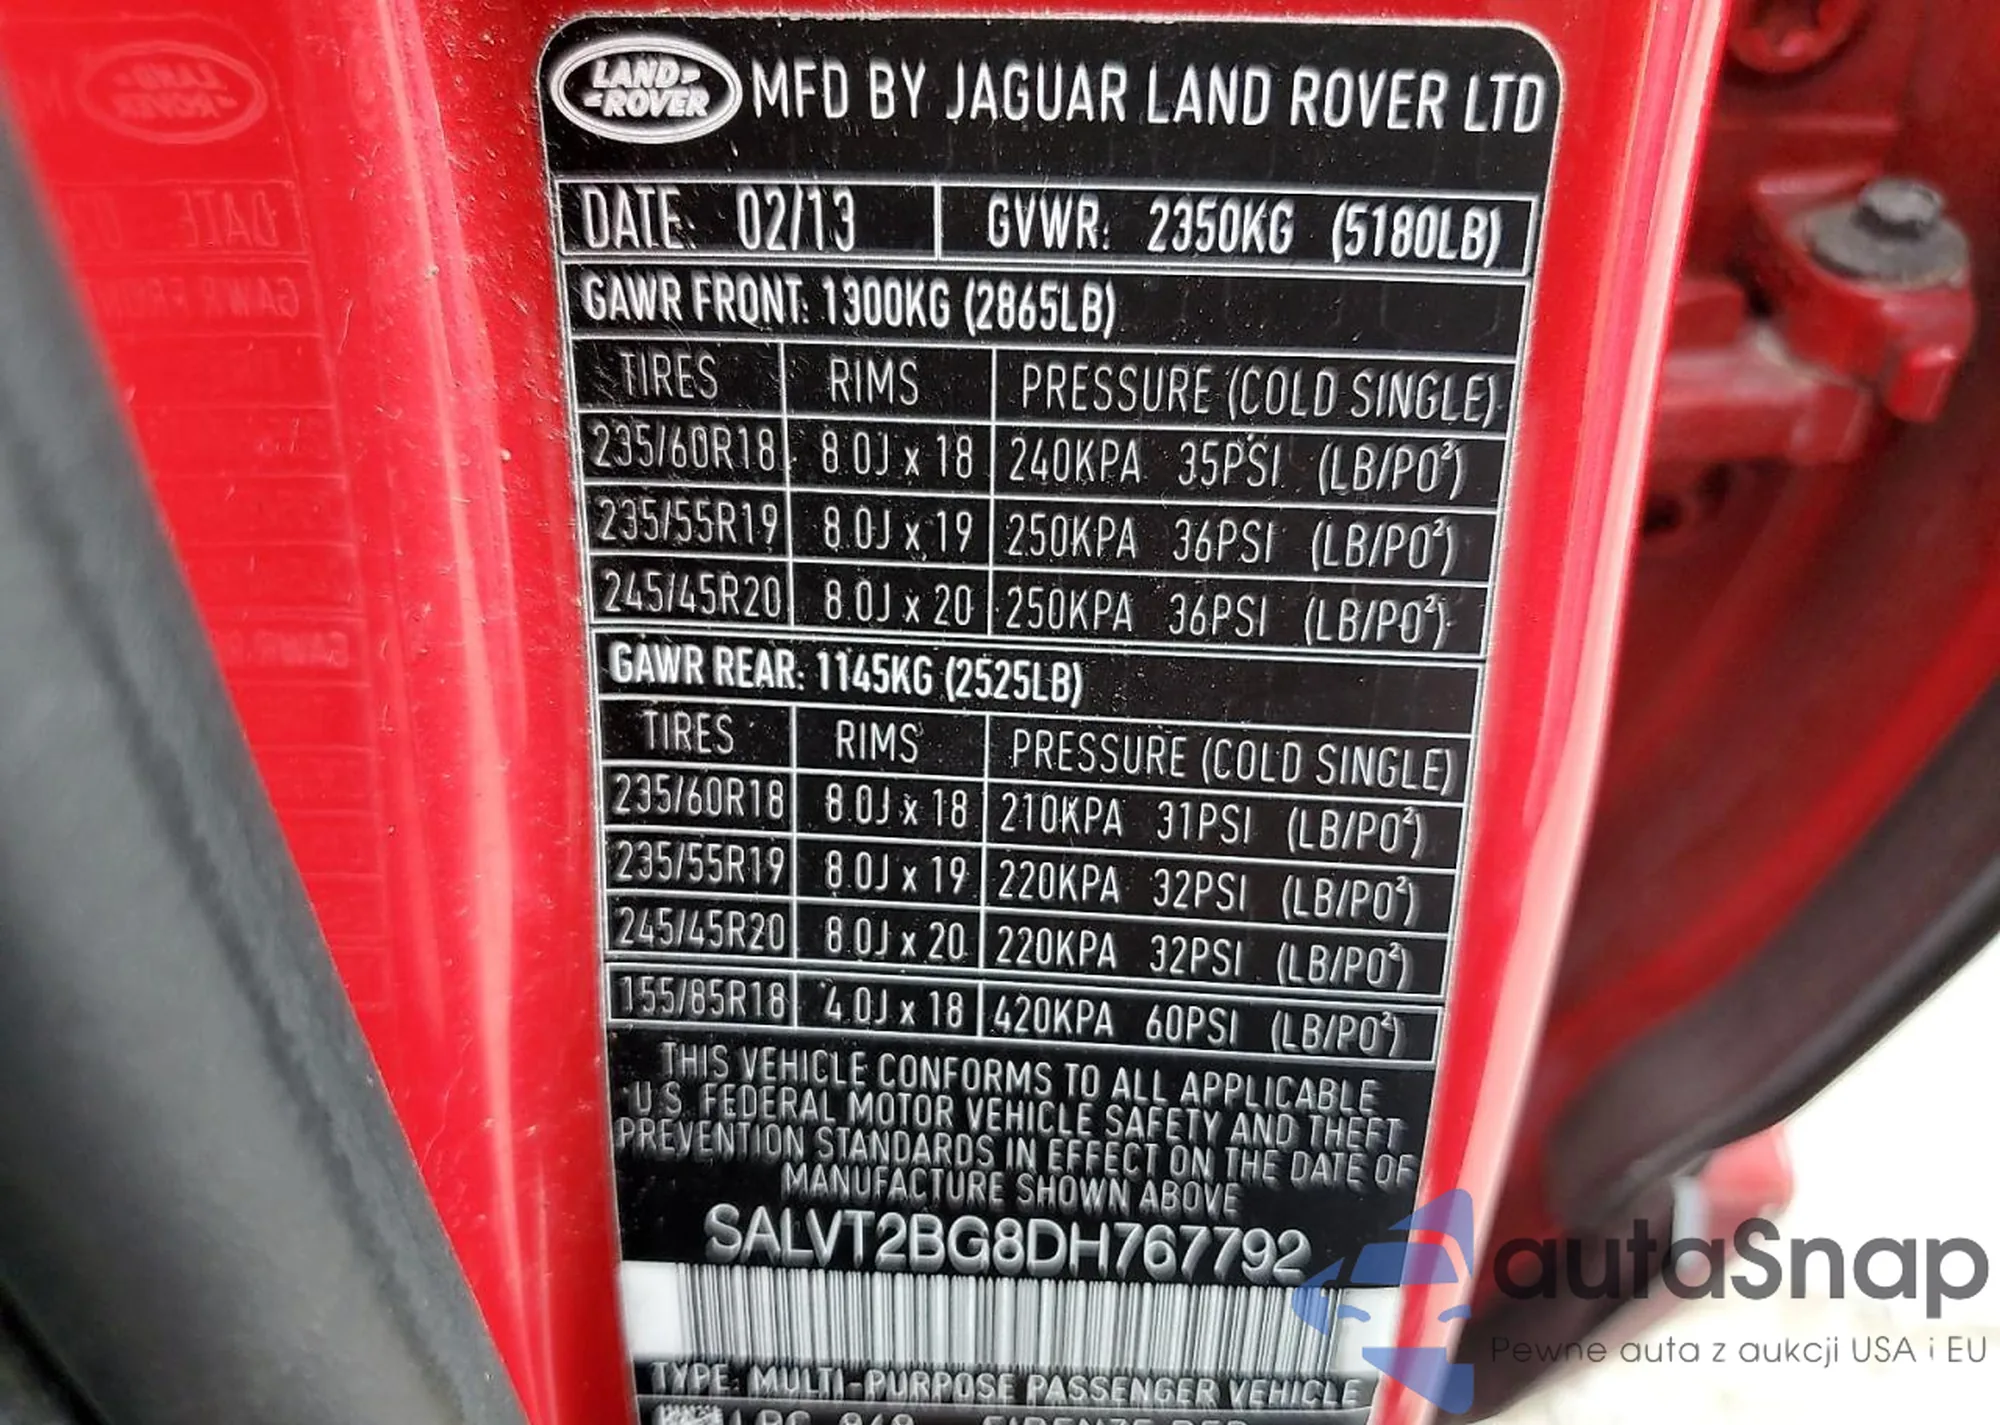 LAND ROVER MFD BY JAGUAR LAND ROVER LTD
DATE: 02/13 GVWR: 2350KG (5180LB)
GAWR FRONT: 1300KG (2865LB)
TIRES RIMS PRESSURE (COLD SINGLE)
235/60R18 8.0J x 18 240KPA 35PSI (LB/PO²)
235/55R19 8.0J x 19 250KPA 36PSI (LB/PO²)
245/45R20 8.0J x 20 250KPA 36PSI (LB/PO²)
GAWR REAR: 1145KG (2525LB)
TIRES RIMS PRESSURE (COLD SINGLE)
235/60R18 8.0J x 18 210KPA 31PSI (LB/PO²)
235/55R19 8.0J x 19 220KPA 32PSI (LB/PO²)
245/45R20 8.0J x 20 220KPA 32PSI (LB/PO²)
155/85R18 4.0J x 18 420KPA 60PSI (LB/PO²)
THIS VEHICLE CONFORMS TO ALL APPLICABLE
U.S. FEDERAL MOTOR VEHICLE SAFETY AND THEFT
PREVENTION STANDARDS IN EFFECT ON THE DATE OF
MANUFACTURE SHOWN ABOVE
SALVT2BG8DH767792
TYPE: MULTI-PURPOSE PASSENGER VEHICLE
LRC 868 FIRENZE RED
autaSnap
Pewne auta z aukcji USA i EU